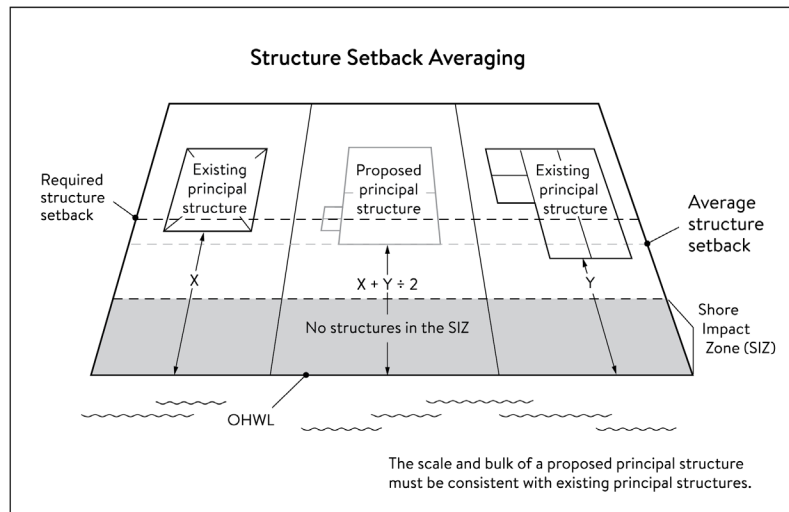 Structure Setback Averaging
Required
structure
setback
Existing
principal
structure
Proposed
principal
structure
Existing
principal
structure
Average
structure
setback
X
X + Y ÷ 2
Y
No structures in the SIZ
Shore
Impact
Zone (SIZ)
OHWL
The scale and bulk of a proposed principal structure
must be consistent with existing principal structures.